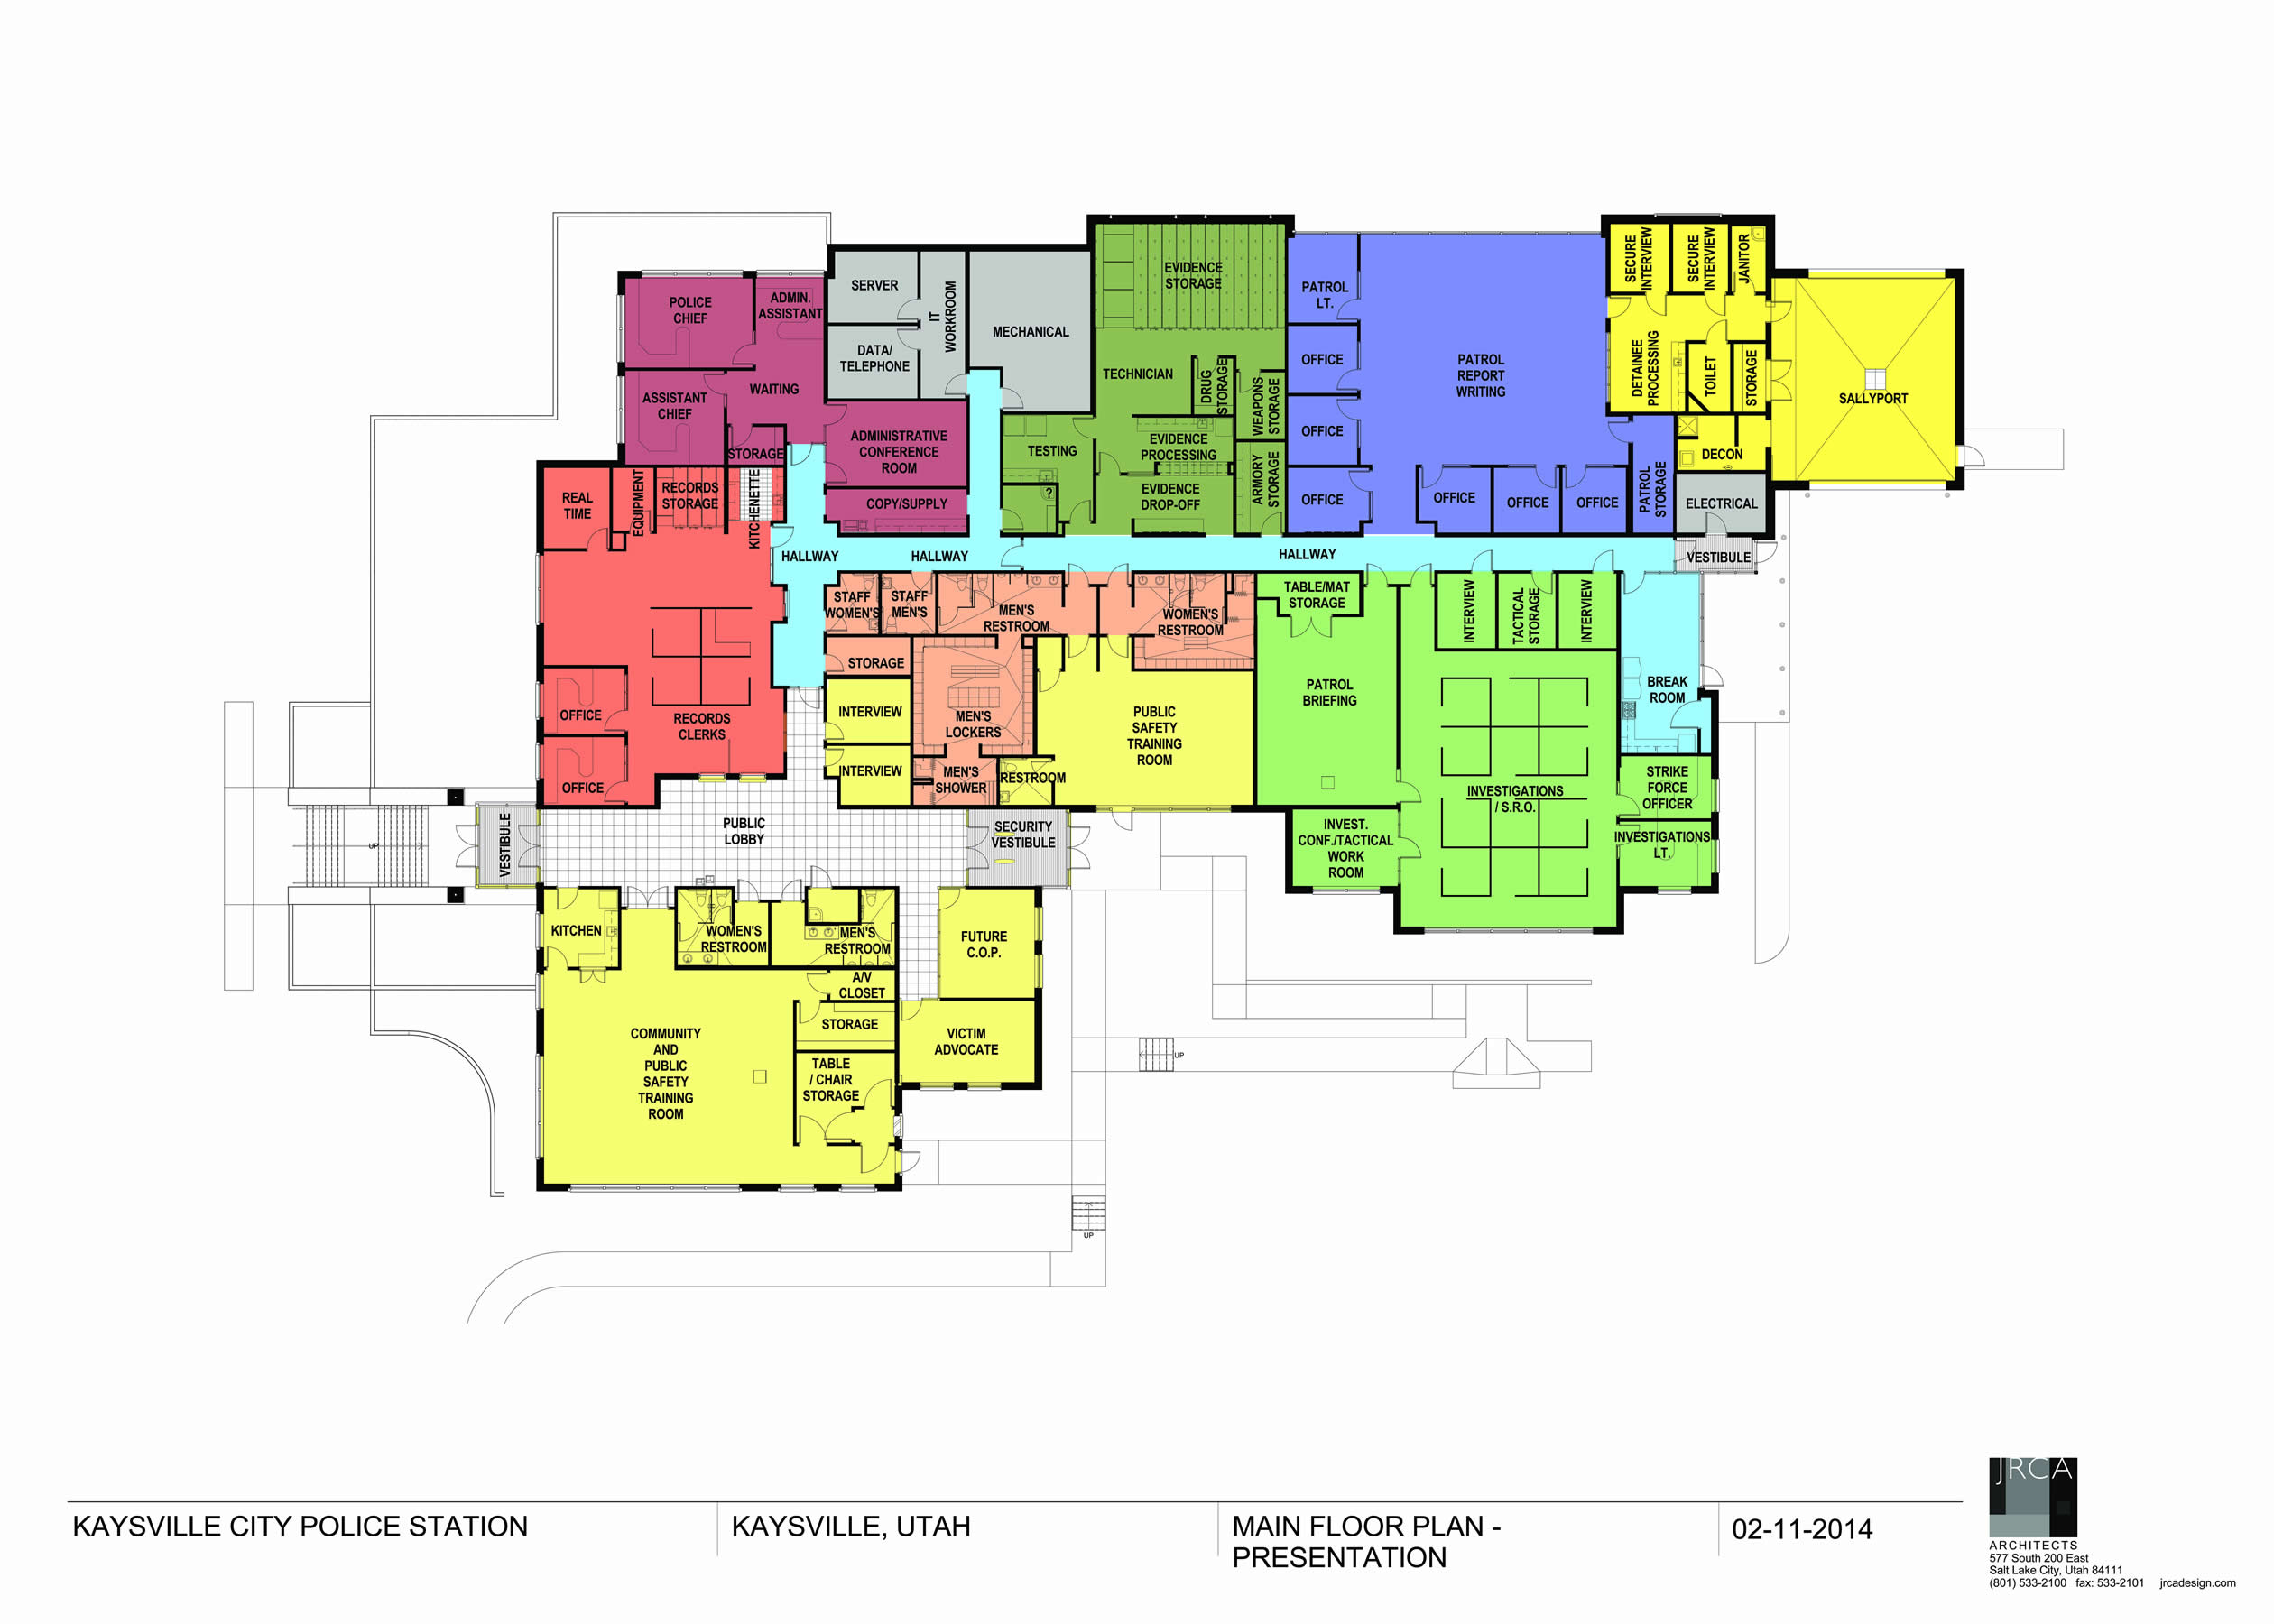 SECURE
INTERVIEW
SECURE
INTERVIEW
JANITOR
EVIDENCE
STORAGE
SERVER
IT
WORKROOM
MECHANICAL
DATA/
TELEPHONE
POLICE
CHIEF
ADMIN.
ASSISTANT
ASSISTANT
CHIEF
WAITING
STORAGE
ADMINISTRATIVE
CONFERENCE
ROOM
COPY/SUPPLY
TECHNICIAN
DRUG
STORAGE
WEAPONS
STORAGE
TESTING
?
EVIDENCE
PROCESSING
EVIDENCE
DROP-OFF
ARMORY
STORAGE
PATROL
LT.
OFFICE
OFFICE
OFFICE
PATROL
REPORT
WRITING
OFFICE
OFFICE
OFFICE
PATROL
STORAGE
DETAINEE
PROCESSING
TOILET
STORAGE
SALLYPORT
DECON
ELECTRICAL
VESTIBULE
REAL
TIME
EQUIPMENT
RECORDS
STORAGE
KITCHENETTE
HALLWAY
HALLWAY
HALLWAY
STAFF
WOMEN'S
STAFF
MEN'S
MEN'S
RESTROOM
WOMEN'S
RESTROOM
TABLE/MAT
STORAGE
INTERVIEW
TACTICAL
STORAGE
INTERVIEW
BREAK
ROOM
STORAGE
INTERVIEW
INTERVIEW
MEN'S
LOCKERS
MEN'S
SHOWER
RESTROOM
PUBLIC
SAFETY
TRAINING
ROOM
PATROL
BRIEFING
INVESTIGATIONS
/ S.R.O.
STRIKE
FORCE
OFFICER
INVESTIGATIONS
LT.
INVEST.
CONF./TACTICAL
WORK
ROOM
OFFICE
OFFICE
RECORDS
CLERKS
UP
VESTIBULE
PUBLIC
LOBBY
SECURITY
VESTIBULE
KITCHEN
WOMEN'S
RESTROOM
MEN'S
RESTROOM
FUTURE
C.O.P.
A/V
CLOSET
STORAGE
VICTIM
ADVOCATE
COMMUNITY
AND
PUBLIC
SAFETY
TRAINING
ROOM
TABLE
/ CHAIR
STORAGE
UP
UP
KAYSVILLE CITY POLICE STATION
KAYSVILLE, UTAH
MAIN FLOOR PLAN -
PRESENTATION
02-11-2014
JRCA
ARCHITECTS
577 South 200 East
Salt Lake City, Utah 84111
(801) 533-2100 fax: 533-2101 jrcadesign.com